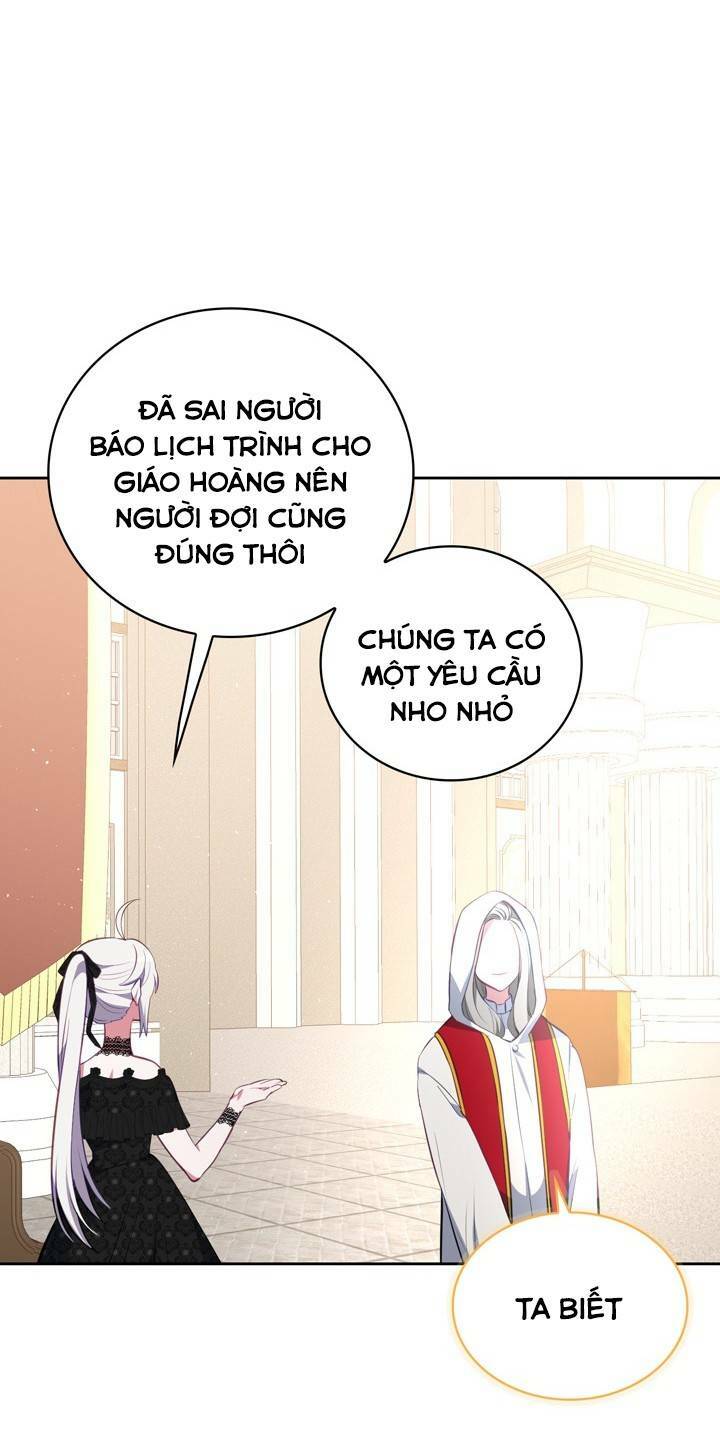 ĐÃ SAI NGƯỜI
BÁO LỊCH TRÌNH CHO
GIÁO HOÀNG NÊN
NGƯỜI ĐỢI CŨNG
ĐÚNG THÔI
CHÚNG TA CÓ
MỘT YÊU CẦU
NHO NHỎ
TA BIẾT